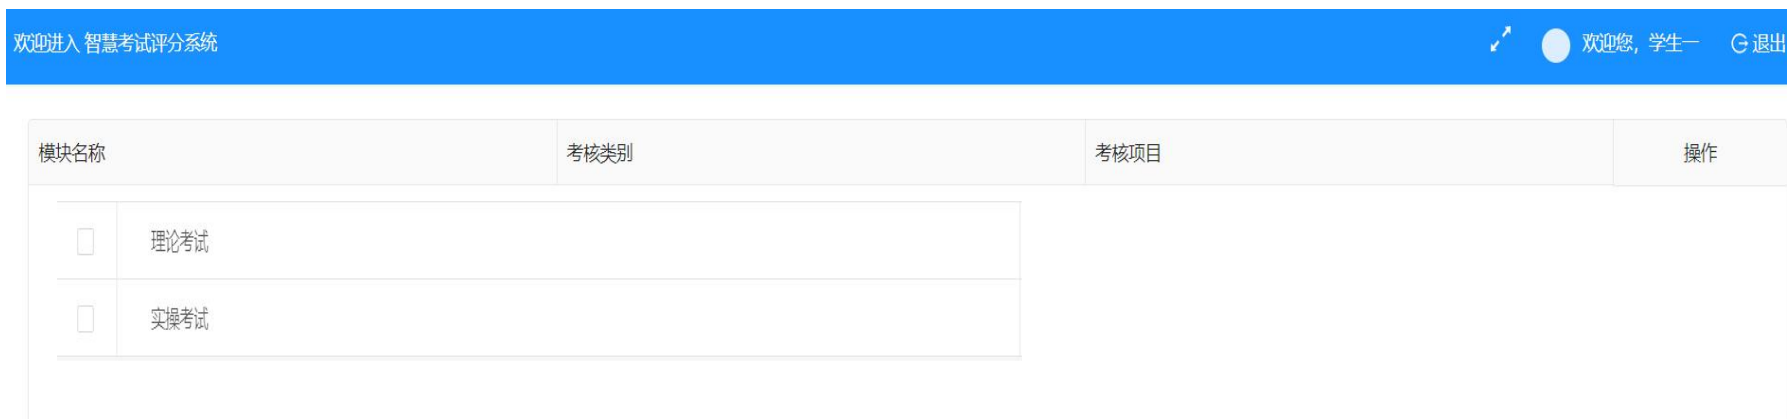 欢迎进入 智慧考试评分系统 欢迎您，学生一 退出
模块名称 考核类别 考核项目 操作
理论考试
实操考试